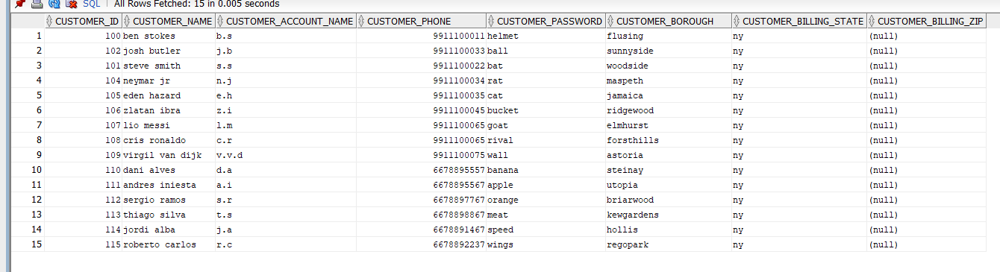 SQL | All Rows Fetched: 15 in 0.005 seconds
CUSTOMER_ID CUSTOMER_NAME CUSTOMER_ACCOUNT_NAME CUSTOMER_PHONE CUSTOMER_PASSWORD CUSTOMER_BOROUGH CUSTOMER_BILLING_STATE CUSTOMER_BILLING_ZIP
1 100 ben stokes b.s 9911100011 helmet flusing ny (null)
2 102 josh butler j.b 9911100033 ball sunnyside ny (null)
3 101 steve smith s.s 9911100022 bat woodside ny (null)
4 104 neymar jr n.j 9911100034 rat maspeth ny (null)
5 105 eden hazard e.h 9911100035 cat jamaica ny (null)
6 106 zlatan ibra z.i 9911100045 bucket ridgewood ny (null)
7 107 lio messi l.m 9911100065 goat elmhurst ny (null)
8 108 cris ronaldo c.r 9911100065 rival forsthills ny (null)
9 109 virgil van dijk v.v.d 9911100075 wall astoria ny (null)
10 110 dani alves d.a 6678895557 banana steinay ny (null)
11 111 andres iniesta a.i 6678895567 apple utopia ny (null)
12 112 sergio ramos s.r 6678897767 orange briarwood ny (null)
13 113 thiago silva t.s 6678898867 meat kewgardens ny (null)
14 114 jordi alba j.a 6678891467 speed hollis ny (null)
15 115 roberto carlos r.c 6678892237 wings regopark ny (null)